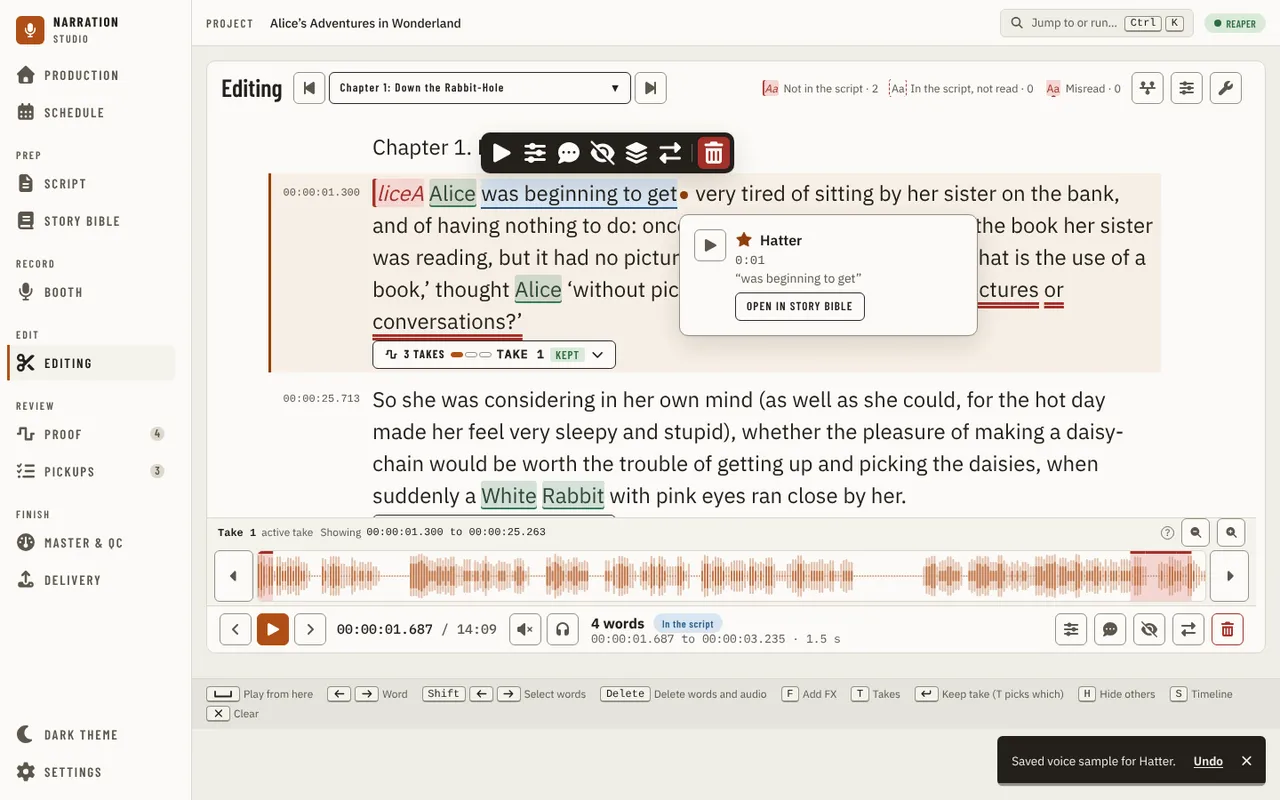 NARRATION
STUDIO
PRODUCTION
SCHEDULE
PREP
SCRIPT
STORY BIBLE
RECORD
BOOTH
EDIT
EDITING
REVIEW
PROOF 4
PICKUPS 3
FINISH
MASTER & QC
DELIVERY
DARK THEME
SETTINGS
PROJECT Alice's Adventures in Wonderland
Jump to or run… Ctrl K
REAPER
Editing
Chapter 1: Down the Rabbit-Hole
Aa Not in the script · 2 Aa In the script, not read · 0 Aa Misread · 0
Chapter 1.
00:00:01.300 liceA Alice was beginning to get very tired of sitting by her sister on the bank,
and of having nothing to do: once the book her sister
was reading, but it had no pictur hat is the use of a
book,’ thought Alice ‘without pic ctures or
conversations?’
Hatter
0:01
“was beginning to get”
OPEN IN STORY BIBLE
3 TAKES TAKE 1 KEPT
00:00:25.713 So she was considering in her own mind (as well as she could, for the hot day
made her feel very sleepy and stupid), whether the pleasure of making a daisy-
chain would be worth the trouble of getting up and picking the daisies, when
suddenly a White Rabbit with pink eyes ran close by her.
Take 1 active take Showing 00:00:01.300 to 00:00:25.263 ?
00:00:01.687 / 14:09
4 words In the script
00:00:01.687 to 00:00:03.235 · 1.5 s
Play from here ← → Word Shift ← → Select words Delete Delete words and audio F Add FX T Takes Keep take (T picks which) H Hide others S Timeline
Clear
Saved voice sample for Hatter. Undo